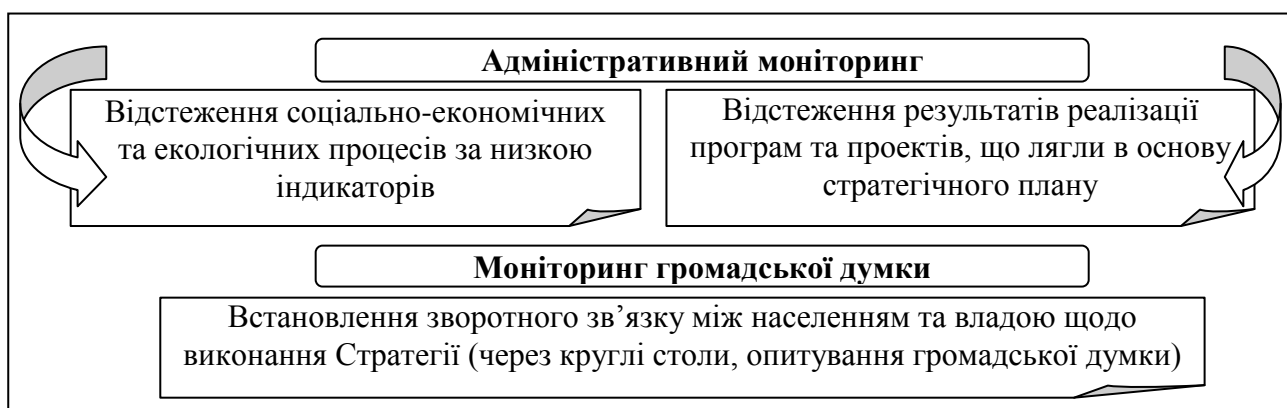 Адміністративний моніторинг
Відстеження соціально-економічних
та екологічних процесів за низкою
індикаторів
Відстеження результатів реалізації
програм та проектів, що лягли в основу
стратегічного плану
Моніторинг громадської думки
Встановлення зворотного зв’язку між населенням та владою щодо
виконання Стратегії (через круглі столи, опитування громадської думки)